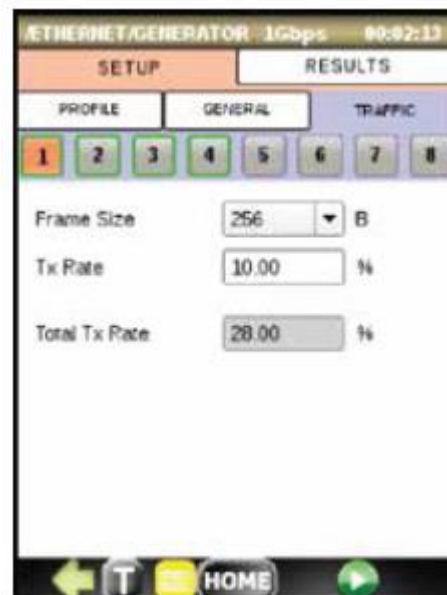 /ETHERNET/GENERATOR 1Gbps 00:02:13
SETUP RESULTS
PROFILE GENERAL TRAFFIC
1 2 3 4 5 6 7 8
Frame Size 256 B
Tx Rate 10.00 %
Total Tx Rate 28.00 %
T HOME